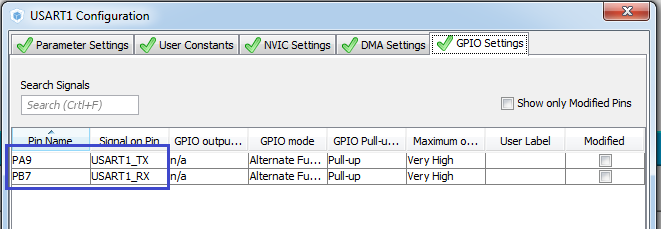 USART1 Configuration
Parameter Settings User Constants NVIC Settings DMA Settings GPIO Settings
Search Signals
Search (Crtl+F)
Show only Modified Pins
Pin Name Signal on Pin GPIO outpu... GPIO mode GPIO Pull-u... Maximum o... User Label Modified
PA9 USART1_TX n/a Alternate Fu... Pull-up Very High
PB7 USART1_RX n/a Alternate Fu... Pull-up Very High